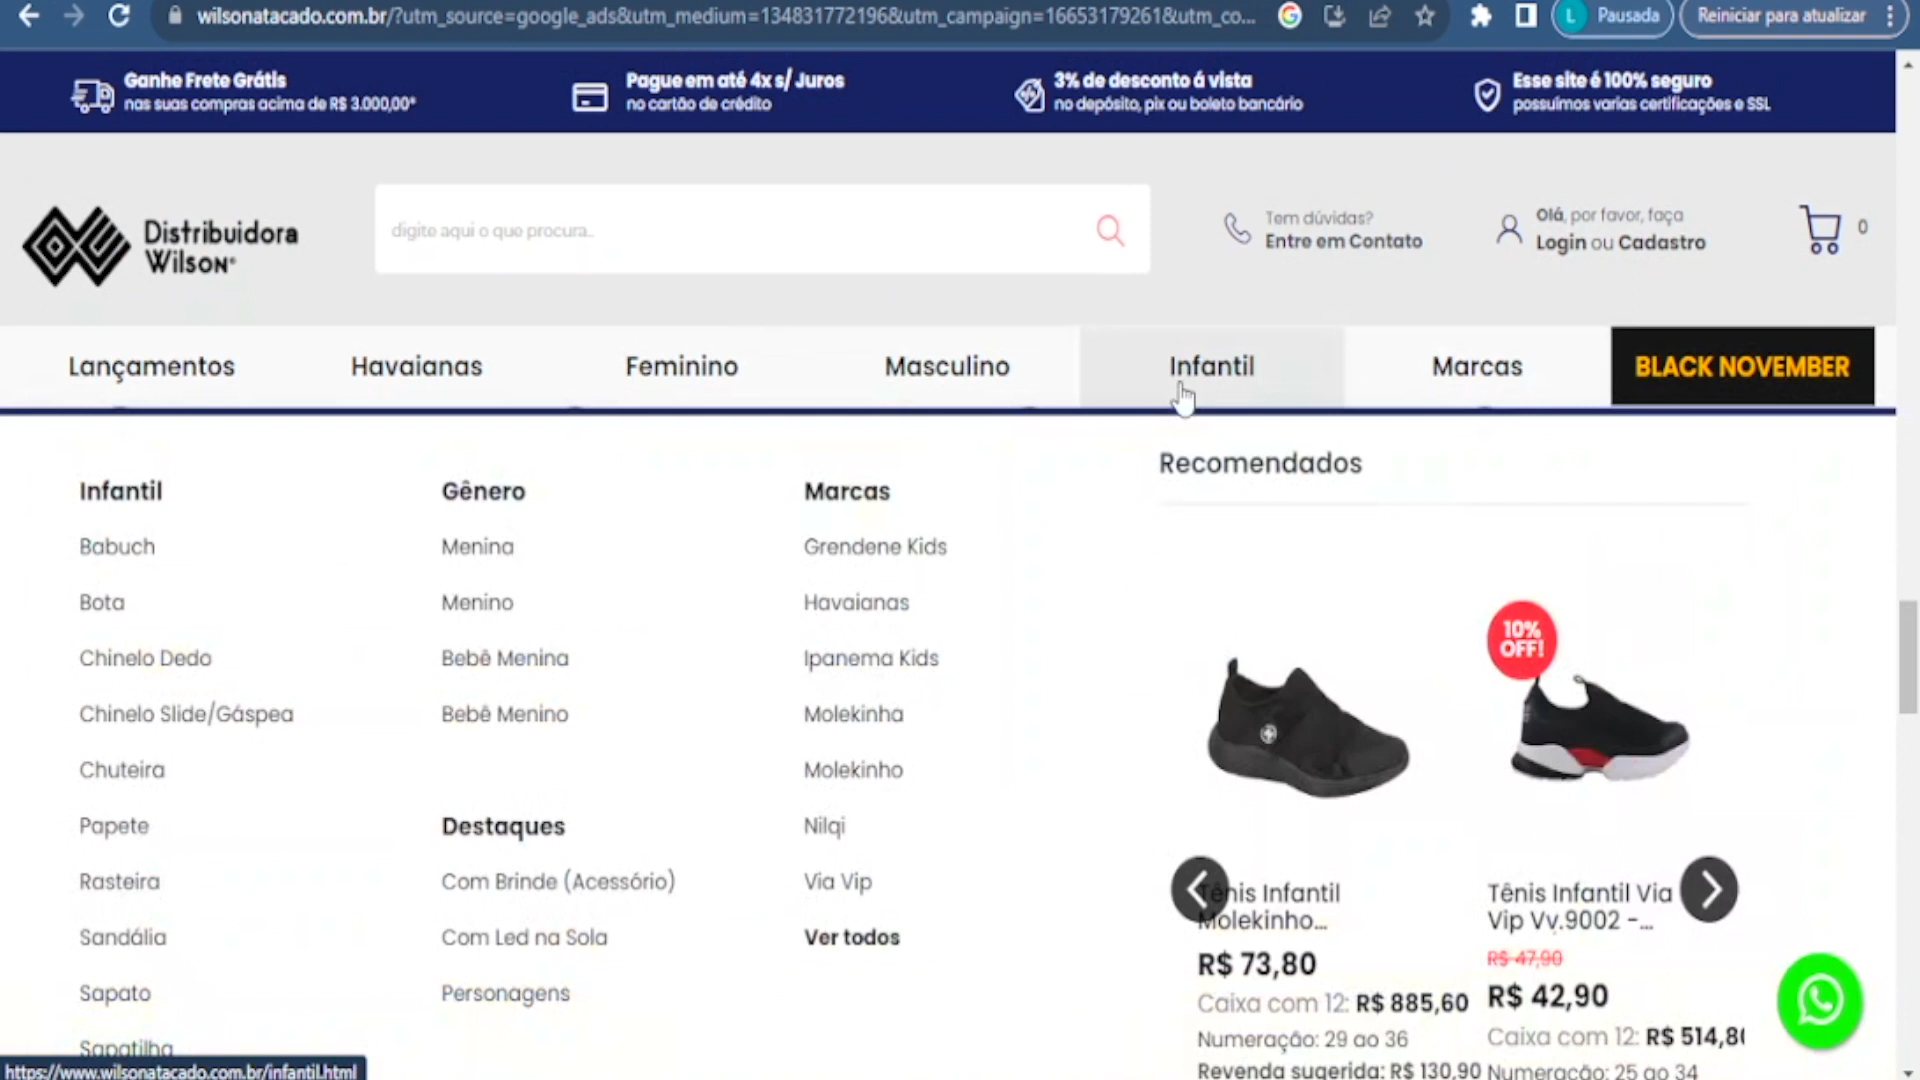 wilsonatacado.com.br/?utm_source=google_ads&utm_medium=134831772196&utm_campaign=16653179261&utm_co...
L Pausada
Reiniciar para atualizar
Ganhe Frete Grátis
nas suas compras acima de R$ 3.000,00*
Pague em até 4x s/ Juros
no cartão de crédito
3% de desconto á vista
no depósito, pix ou boleto bancário
Esse site é 100% seguro
possuímos varias certificações e SSL
Distribuidora
Wilson®
digite aqui o que procura..
Tem dúvidas?
Entre em Contato
Olá, por favor, faça
Login ou Cadastro
0
Lançamentos
Havaianas
Feminino
Masculino
Infantil
Marcas
BLACK NOVEMBER
Infantil
Babuch
Bota
Chinelo Dedo
Chinelo Slide/Gáspea
Chuteira
Papete
Rasteira
Sandália
Sapato
Sapatilha
Gênero
Menina
Menino
Bebê Menina
Bebê Menino
Destaques
Com Brinde (Acessório)
Com Led na Sola
Personagens
Marcas
Grendene Kids
Havaianas
Ipanema Kids
Molekinha
Molekinho
Nilqi
Via Vip
Ver todos
Recomendados
Tênis Infantil
Molekinho...
R$ 73,80
Caixa com 12: R$ 885,60
Numeração: 29 ao 36
Revenda sugerida: R$ 130,90
10%
OFF!
Tênis Infantil Via
Vip Vv.9002 -...
R$ 47,90
R$ 42,90
Caixa com 12: R$ 514,80
Numeração: 25 ao 34
https://www.wilsonatacado.com.br/infantil.html